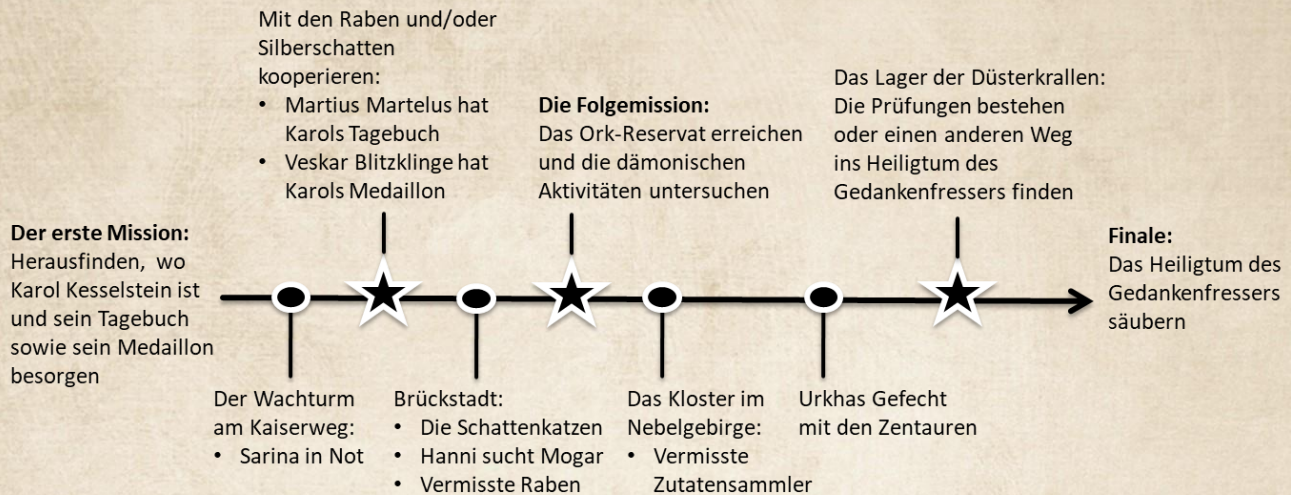 Der erste Mission:
Herausfinden, wo
Karol Kesselstein ist
und sein Tagebuch
sowie sein Medaillon
besorgen
Der Wachturm
am Kaiserweg:
• Sarina in Not
Mit den Raben und/oder
Silberschatten
kooperieren:
• Martius Martelus hat
Karols Tagebuch
• Veskar Blitzklinge hat
Karols Medaillon
Brückstadt:
• Die Schattenkatzen
• Hanni sucht Mogar
• Vermisste Raben
Die Folgemission:
Das Ork-Reservat erreichen
und die dämonischen
Aktivitäten untersuchen
Das Kloster im
Nebelgebirge:
• Vermisste
Zutatensammler
Urkhas Gefecht
mit den Zentauren
Das Lager der Düsterkrallen:
Die Prüfungen bestehen
oder einen anderen Weg
ins Heiligtum des
Gedankenfressers finden
Finale:
Das Heiligtum des
Gedankenfressers
säubern